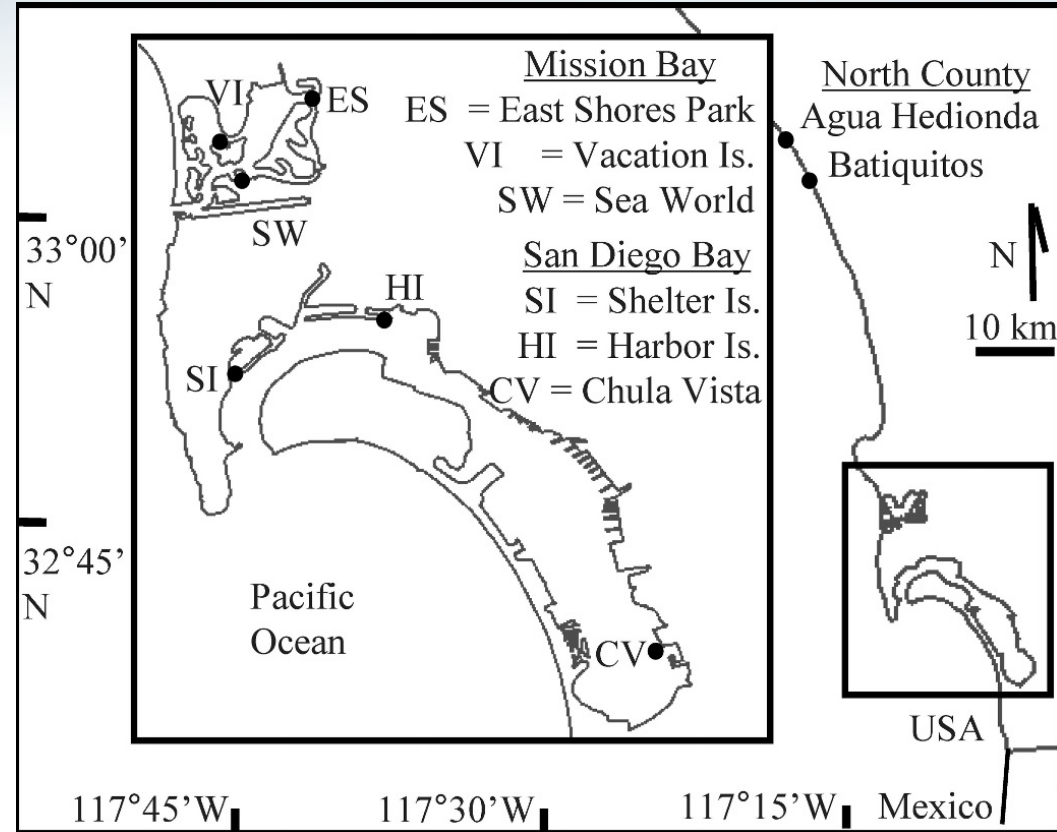 Mission Bay
ES = East Shores Park
VI = Vacation Is.
SW = Sea World
San Diego Bay
SI = Shelter Is.
HI = Harbor Is.
CV = Chula Vista
North County
Agua Hedionda
Batiquitos
N
10 km
VI
ES
SW
HI
SI
CV
Pacific
Ocean
33°00'
N
32°45'
N
USA
Mexico
117°45'W
117°30'W
117°15'W